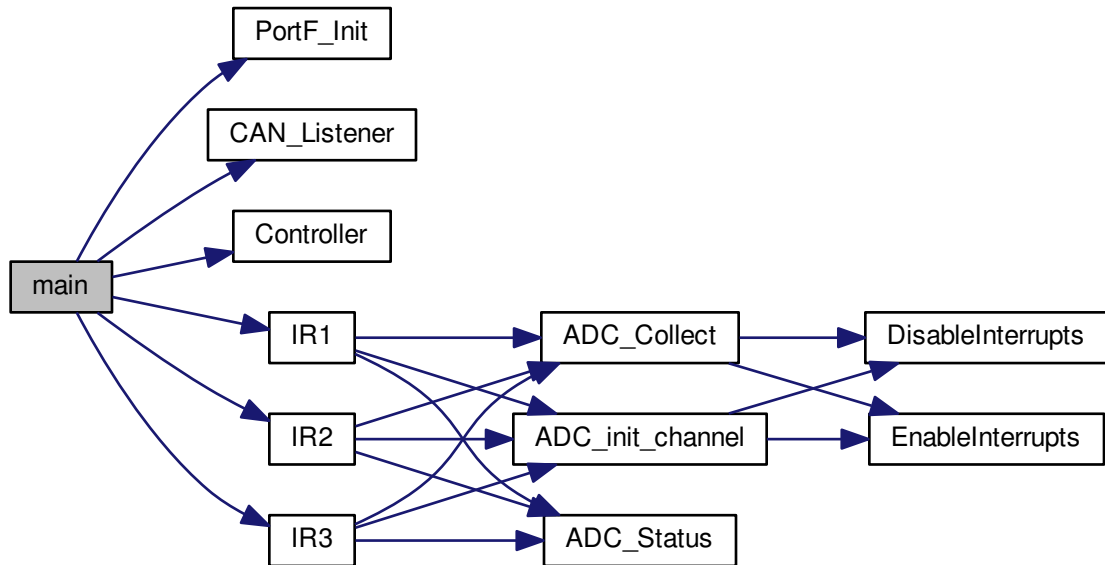 PortF_Init
CAN_Listener
Controller
main
IR1
ADC_Collect
DisableInterrupts
IR2
ADC_init_channel
EnableInterrupts
IR3
ADC_Status